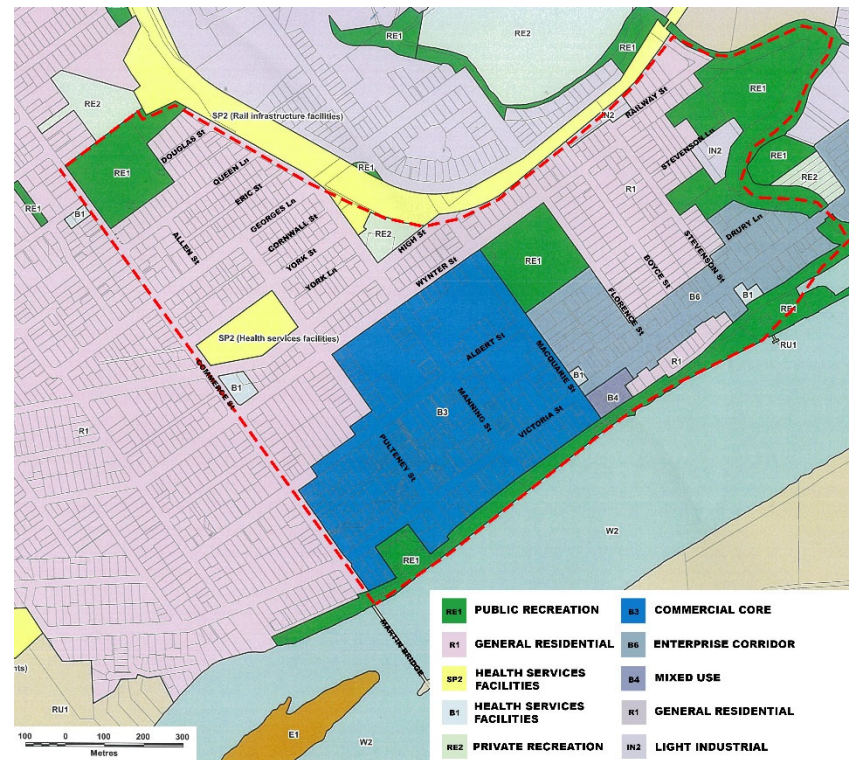 RE1
RE2
RE1
RE2
SP2 (Rail infrastructure facilities)
IN2
RAILWAY St
RE1
DOUGLAS St
RE1
QUEEN Ln
RE1
STEVENSON Ln
IN2
RE1
RE2
ERIC St
R1
RE1
B1
GEORGES Ln
CORNWALL St
RE2
HIGH St
DRURY Ln
ALLEN St
YORK St
STEVENSON St
YORK Ln
WYNTER St
RE1
BOYCE St
FLORENCE St
B6
B1
RE1
SP2 (Health services facilities)
RU1
ALBERT St
MACQUARIE St
R1
COMMERCE St
B1
B1
B4
B3
MANNING St
VICTORIA St
R1
PULTENEY St
W2
RE1
MARTIN BRIDGE
nts)
RU1
E1
W2
100 0 100 200 300
Metres
RE1 PUBLIC RECREATION
R1 GENERAL RESIDENTIAL
SP2 HEALTH SERVICES
FACILITIES
B1 HEALTH SERVICES
FACILITIES
RE2 PRIVATE RECREATION
B3 COMMERCIAL CORE
B6 ENTERPRISE CORRIDOR
B4 MIXED USE
R1 GENERAL RESIDENTIAL
IN2 LIGHT INDUSTRIAL